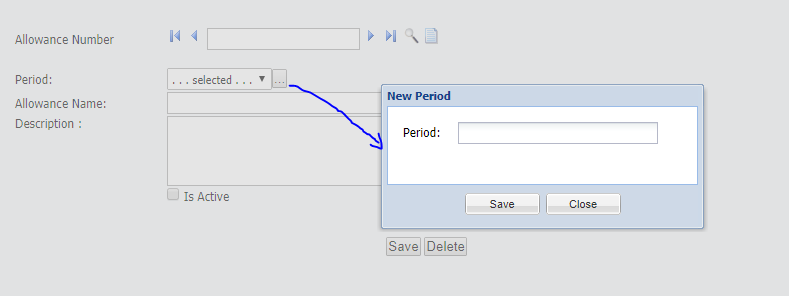 Allowance Number
Period:
. . . selected . . .
...
Allowance Name:
Description :
Is Active
Save Delete
New Period
Period:
Save Close